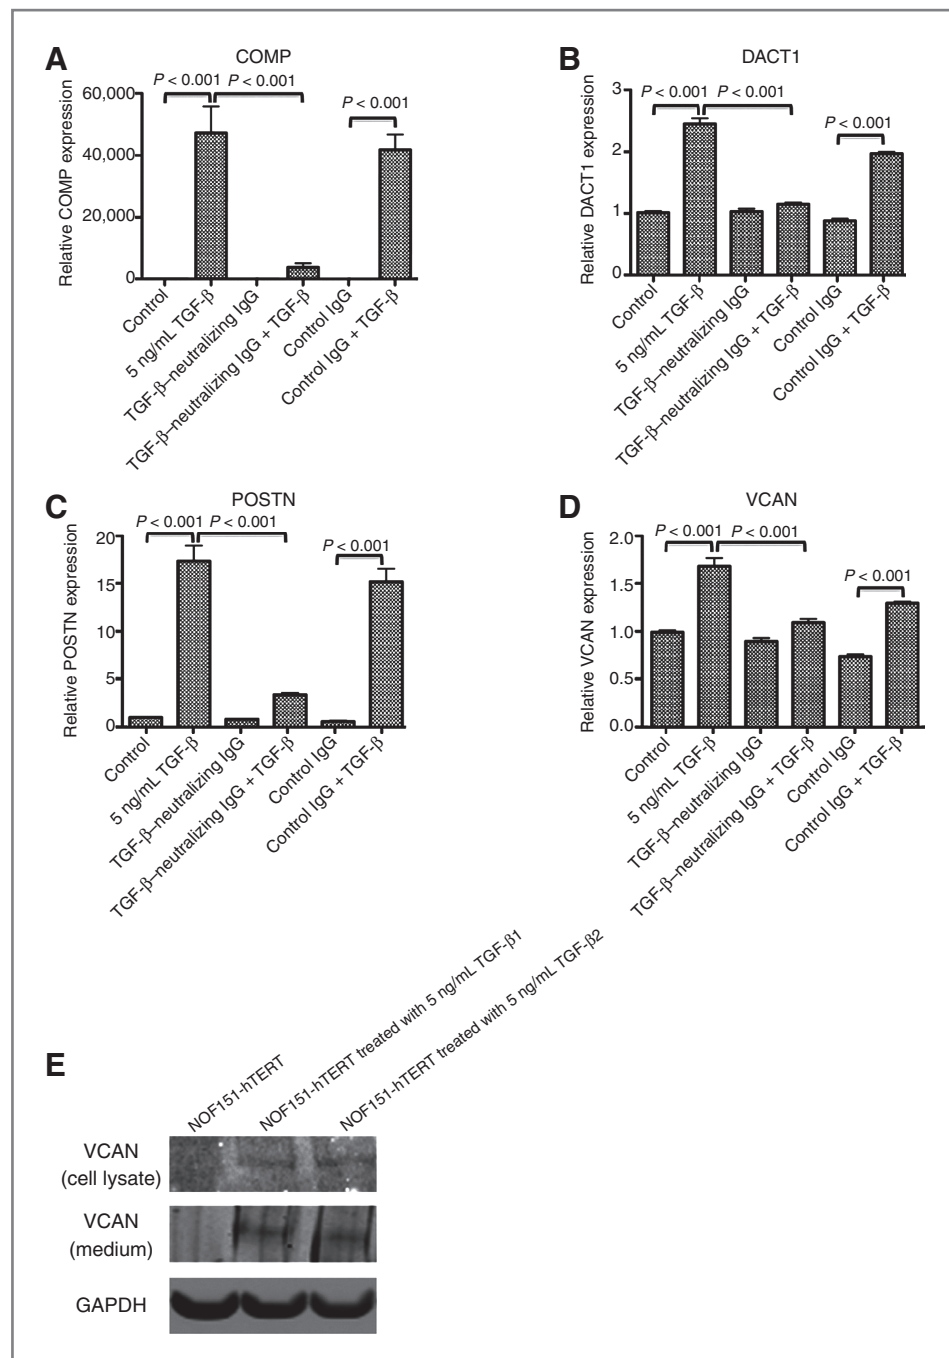 A
COMP
P < 0.001 P < 0.001
P < 0.001
Relative COMP expression
60,000
40,000
20,000
0
Control
5 ng/mL TGF-β
TGF-β–neutralizing IgG
TGF-β–neutralizing IgG + TGF-β
Control IgG
Control IgG + TGF-β
B
DACT1
P < 0.001 P < 0.001
P < 0.001
Relative DACT1 expression
3
2
1
0
Control
5 ng/mL TGF-β
TGF-β–neutralizing IgG
TGF-β–neutralizing IgG + TGF-β
Control IgG
Control IgG + TGF-β
C
POSTN
P < 0.001 P < 0.001
P < 0.001
Relative POSTN expression
20
15
10
5
0
Control
5 ng/mL TGF-β
TGF-β–neutralizing IgG
TGF-β–neutralizing IgG + TGF-β
Control IgG
Control IgG + TGF-β
D
VCAN
P < 0.001 P < 0.001
P < 0.001
Relative VCAN expression
2.0
1.5
1.0
0.5
0.0
Control
5 ng/mL TGF-β
TGF-β–neutralizing IgG
TGF-β–neutralizing IgG + TGF-β
Control IgG
Control IgG + TGF-β
E
NOF151-hTERT
NOF151-hTERT treated with 5 ng/mL TGF-β1
NOF151-hTERT treated with 5 ng/mL TGF-β2
VCAN
(cell lysate)
VCAN
(medium)
GAPDH